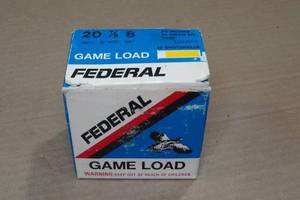 20 7/8 8
GAME LOAD
FEDERAL
FEDERAL
GAME LOAD
WARNING KEEP OUT OF REACH OF CHILDREN